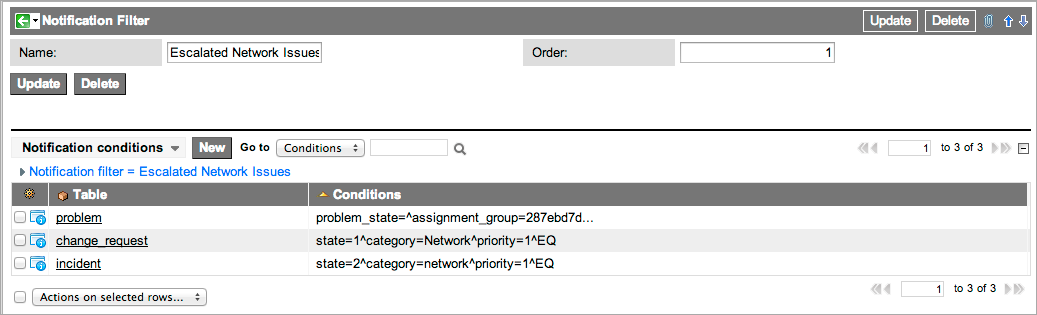 Notification Filter Update Delete
Name: Escalated Network Issues Order: 1
Update Delete
Notification conditions New Go to Conditions 1 to 3 of 3
Notification filter = Escalated Network Issues
Table Conditions
problem problem_state=^assignment_group=287ebd7d...
change_request state=1^category=Network^priority=1^EQ
incident state=2^category=network^priority=1^EQ
Actions on selected rows... 1 to 3 of 3